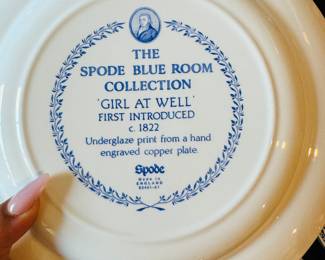 THE
SPODE BLUE ROOM
COLLECTION
'GIRL AT WELL'
FIRST INTRODUCED
c. 1822
Underglaze print from a hand
engraved copper plate.
Spode
MADE IN
ENGLAND